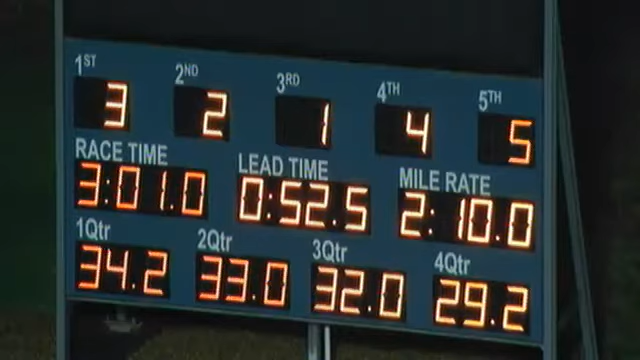 1ST 2ND 3RD 4TH 5TH
3 2 1 4 5
RACE TIME LEAD TIME MILE RATE
3:01.0 0:52.5 2:10.0
1Qtr 2Qtr 3Qtr 4Qtr
34.2 33.0 32.0 29.2